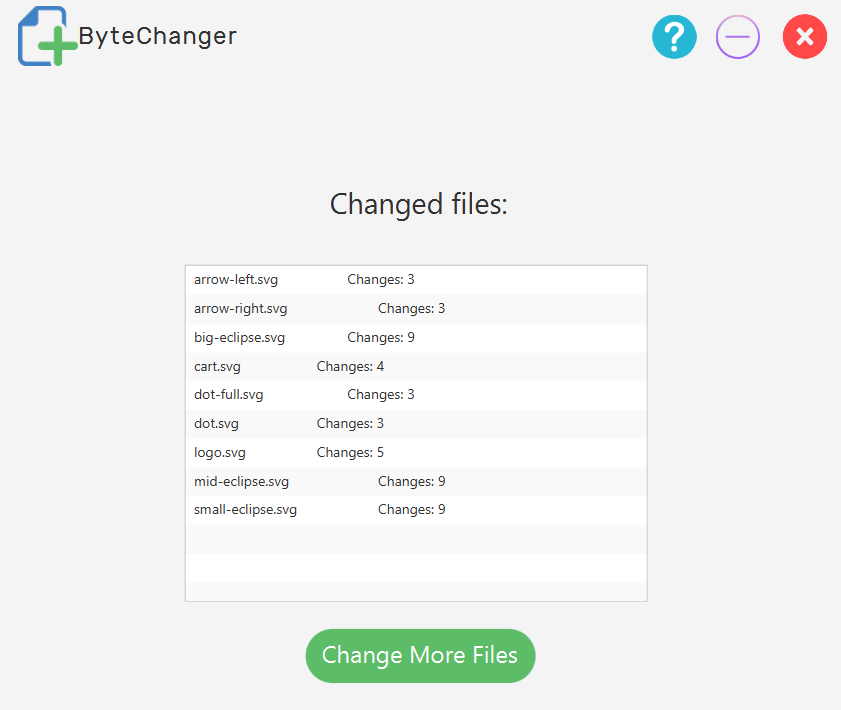 ByteChanger
Changed files:
arrow-left.svg Changes: 3
arrow-right.svg Changes: 3
big-eclipse.svg Changes: 9
cart.svg Changes: 4
dot-full.svg Changes: 3
dot.svg Changes: 3
logo.svg Changes: 5
mid-eclipse.svg Changes: 9
small-eclipse.svg Changes: 9
Change More Files